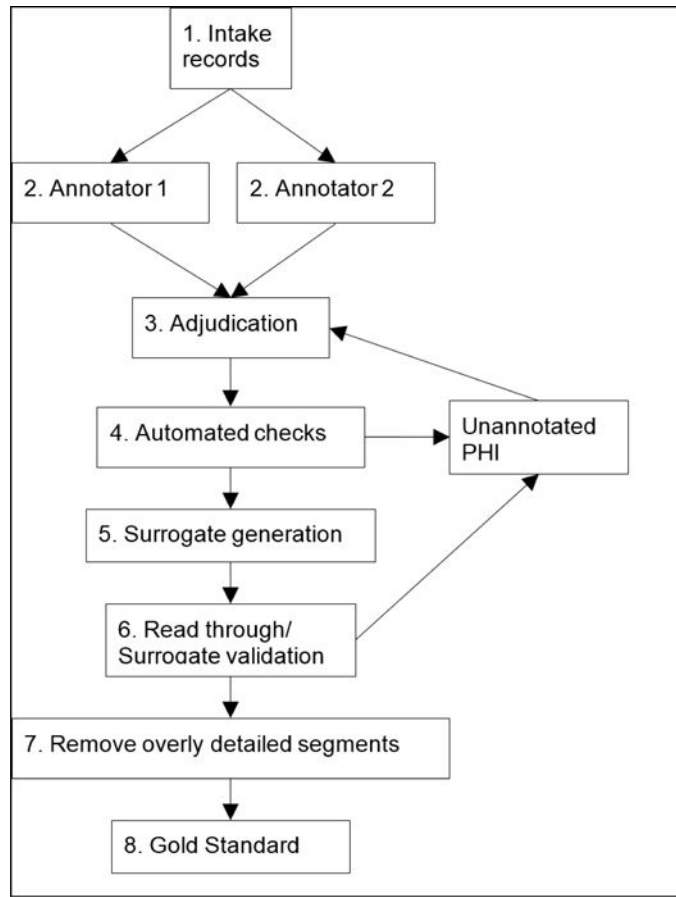 1. Intake
records
2. Annotator 1
2. Annotator 2
3. Adjudication
4. Automated checks
Unannotated
PHI
5. Surrogate generation
6. Read through/
Surrogate validation
7. Remove overly detailed segments
8. Gold Standard